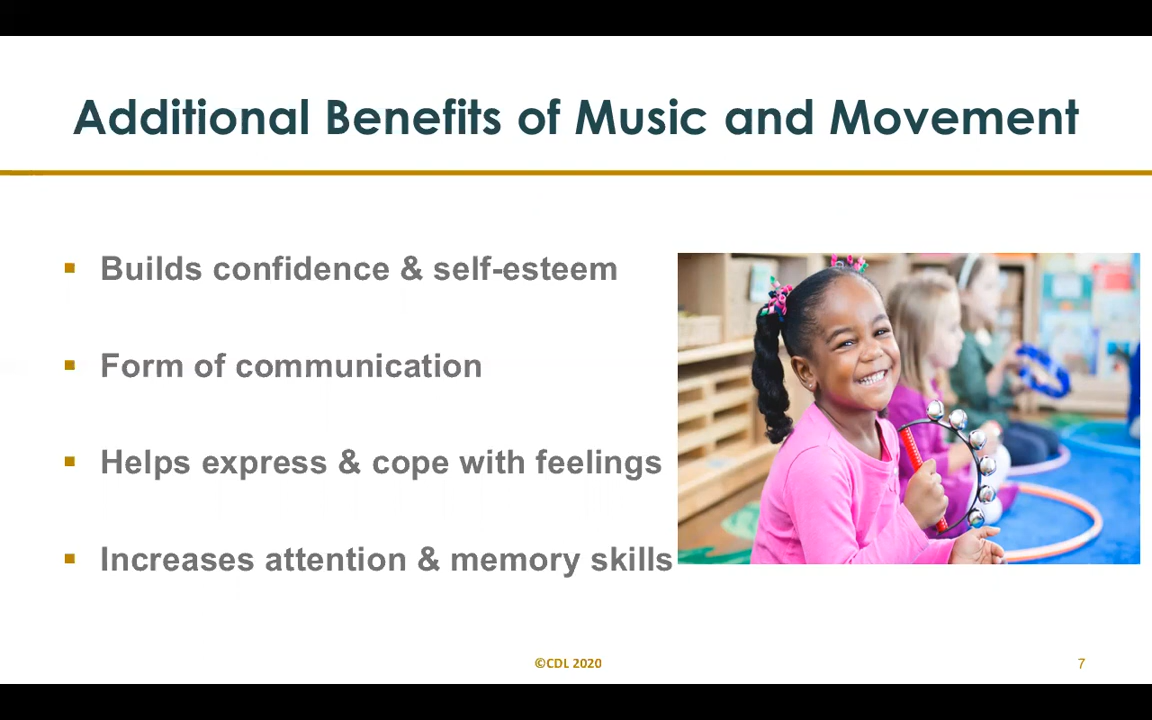 Additional Benefits of Music and Movement
▪ Builds confidence & self-esteem
▪ Form of communication
▪ Helps express & cope with feelings
▪ Increases attention & memory skills
©CDL 2020
7